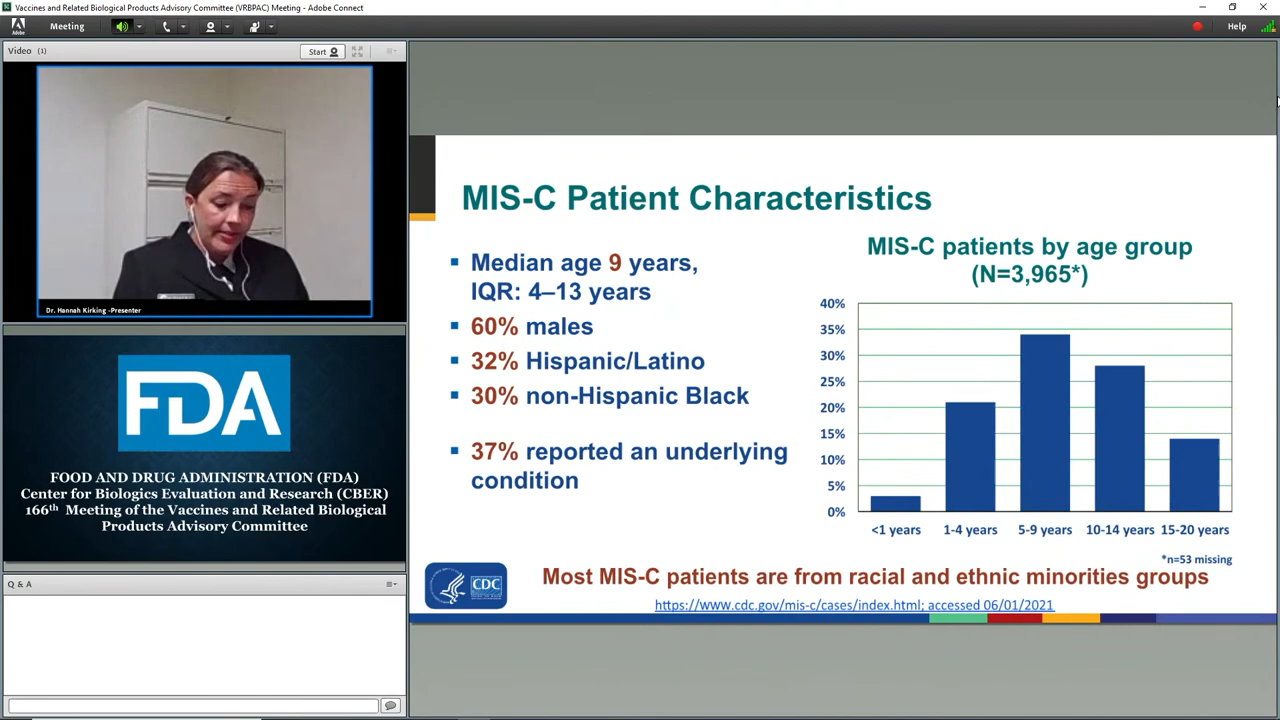 Vaccines and Related Biological Products Advisory Committee (VRBPAC) Meeting - Adobe Connect
Meeting
Help
Video (1)
Start
Dr. Hannah Kirking -Presenter
FDA
FOOD AND DRUG ADMINISTRATION (FDA)
Center for Biologics Evaluation and Research (CBER)
166th Meeting of the Vaccines and Related Biological
Products Advisory Committee
Q & A
MIS-C Patient Characteristics
Median age 9 years,
IQR: 4–13 years
60% males
32% Hispanic/Latino
30% non-Hispanic Black
37% reported an underlying
condition
MIS-C patients by age group
(N=3,965*)
40%
35%
30%
25%
20%
15%
10%
5%
0%
<1 years 1-4 years 5-9 years 10-14 years 15-20 years
*n=53 missing
CDC
Most MIS-C patients are from racial and ethnic minorities groups
https://www.cdc.gov/mis-c/cases/index.html; accessed 06/01/2021